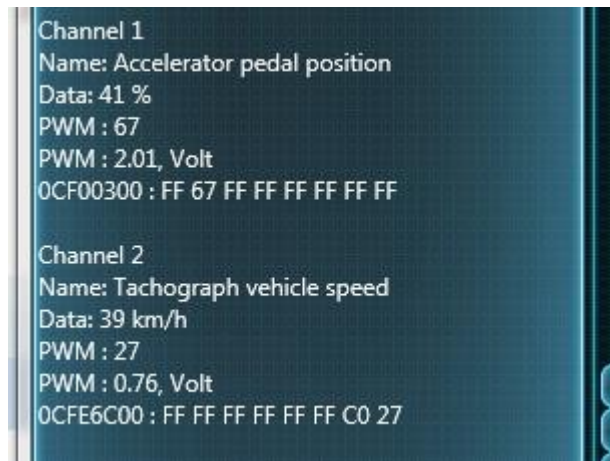 Channel 1
Name: Accelerator pedal position
Data: 41 %
PWM : 67
PWM : 2.01, Volt
0CF00300 : FF 67 FF FF FF FF FF FF
Channel 2
Name: Tachograph vehicle speed
Data: 39 km/h
PWM : 27
PWM : 0.76, Volt
0CFE6C00 : FF FF FF FF FF FF C0 27